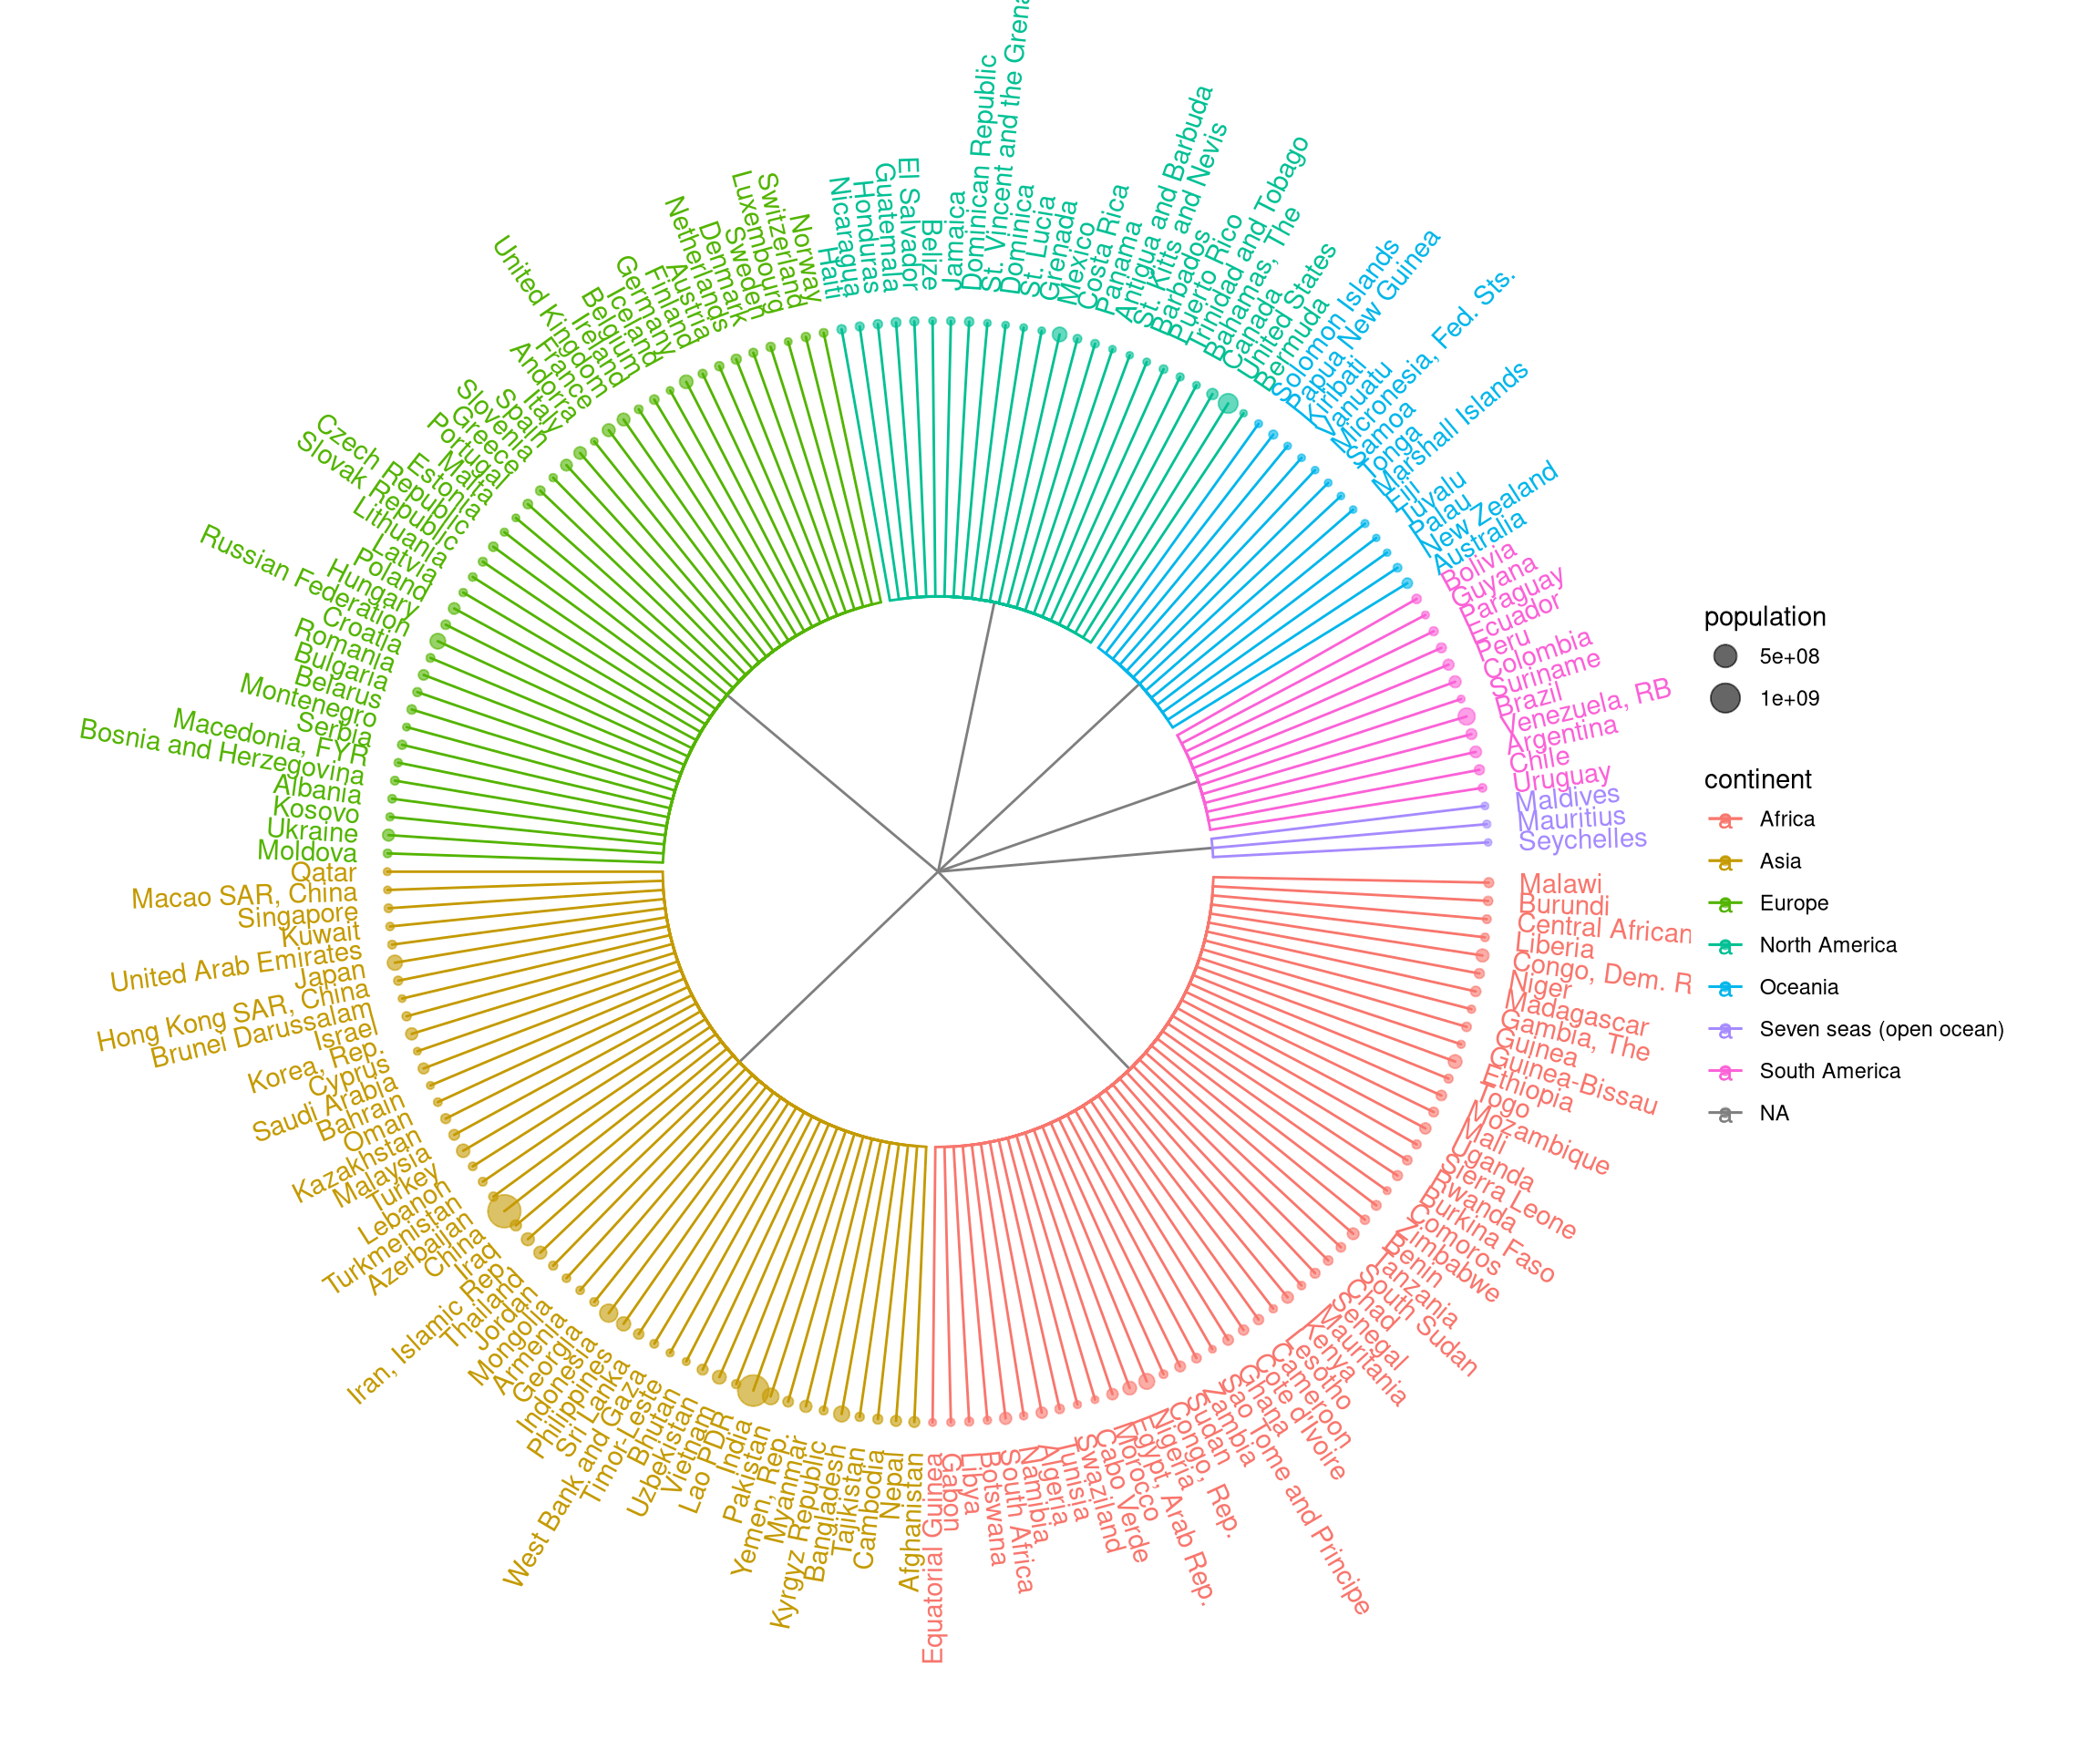 Haiti
Nicaragua
Honduras
Guatemala
El Salvador
Belize
Jamaica
Dominican Republic
St. Vincent and the Grena
Dominica
St. Lucia
Grenada
Mexico
Costa Rica
Panama
Antigua and Barbuda
St. Kitts and Nevis
Barbados
Puerto Rico
Trinidad and Tobago
Bahamas, The
Canada
United States
Bermuda
Solomon Islands
Papua New Guinea
Kiribati
Vanuatu
Micronesia, Fed. Sts.
Samoa
Tonga
Marshall Islands
Fiji
Tuvalu
Palau
New Zealand
Australia
Bolivia
Guyana
Paraguay
Ecuador
Peru
Colombia
Suriname
Brazil
Venezuela, RB
Argentina
Chile
Uruguay
Maldives
Mauritius
Seychelles
Malawi
Burundi
Central African
Liberia
Congo, Dem. R
Niger
Madagascar
Gambia, The
Guinea
Guinea-Bissau
Ethiopia
Togo
Mozambique
Mali
Uganda
Sierra Leone
Rwanda
Burkina Faso
Comoros
Zimbabwe
Benin
Tanzania
South Sudan
Chad
Senegal
Mauritania
Kenya
Lesotho
Cameroon
Cote d'Ivoire
Ghana
Sao Tome and Principe
Zambia
Sudan
Congo, Rep.
Nigeria
Egypt, Arab Rep.
Morocco
Cabo Verde
Swaziland
Tunisia
Algeria
Namibia
South Africa
Botswana
Libya
Gabon
Equatorial Guinea
Afghanistan
Nepal
Cambodia
Tajikistan
Bangladesh
Kyrgyz Republic
Myanmar
Yemen, Rep.
Pakistan
India
Lao PDR
Vietnam
Uzbekistan
Bhutan
Timor-Leste
West Bank and Gaza
Sri Lanka
Philippines
Indonesia
Georgia
Armenia
Mongolia
Jordan
Thailand
Iran, Islamic Rep.
Iraq
China
Azerbaijan
Turkmenistan
Lebanon
Turkey
Malaysia
Kazakhstan
Oman
Bahrain
Saudi Arabia
Cyprus
Korea, Rep.
Israel
Brunei Darussalam
Hong Kong SAR, China
Japan
United Arab Emirates
Kuwait
Singapore
Macao SAR, China
Qatar
Moldova
Ukraine
Kosovo
Albania
Bosnia and Herzegovina
Macedonia, FYR
Serbia
Montenegro
Belarus
Bulgaria
Romania
Croatia
Russian Federation
Hungary
Poland
Latvia
Lithuania
Slovak Republic
Czech Republic
Estonia
Malta
Portugal
Greece
Slovenia
Spain
Italy
Andorra
France
United Kingdom
Ireland
Belgium
Iceland
Germany
Finland
Austria
Netherlands
Denmark
Sweden
Luxembourg
Switzerland
Norway
population
5e+08
1e+09
continent
a Africa
a Asia
a Europe
a North America
a Oceania
a Seven seas (open ocean)
a South America
a NA